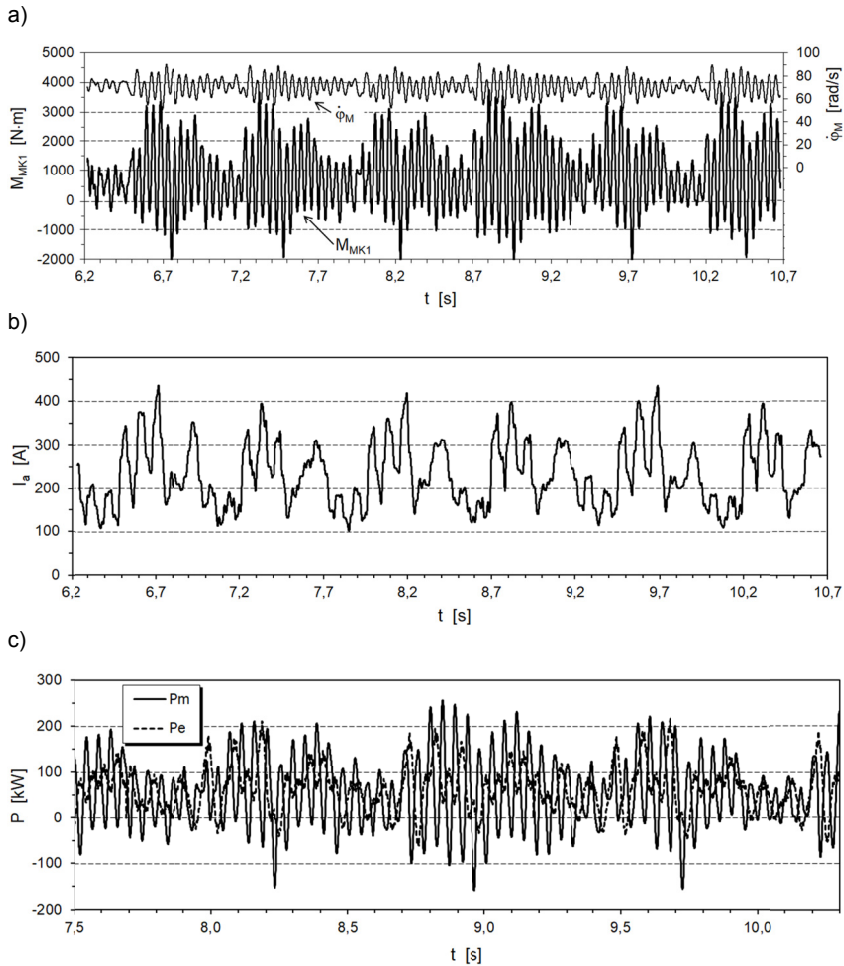 a)
5000
4000
3000
2000
1000
0
-1000
-2000
M_MK1 [N·m]
100
80
60
40
20
0
φ̇_M [rad/s]
φ̇_M
M_MK1
6,2 6,7 7,2 7,7 8,2 8,7 9,2 9,7 10,2 10,7
t [s]
b)
500
400
300
200
100
0
I_a [A]
6,2 6,7 7,2 7,7 8,2 8,7 9,2 9,7 10,2 10,7
t [s]
c)
300
200
100
0
-100
-200
P [kW]
Pm
Pe
7,5 8,0 8,5 9,0 9,5 10,0
t [s]